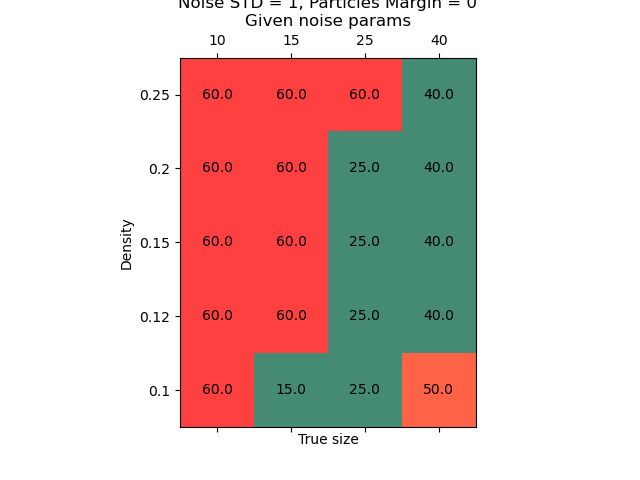 Noise STD = 1, Particles Margin = 0
Given noise params
10 15 25 40
0.25 60.0 60.0 60.0 40.0
0.2 60.0 60.0 25.0 40.0
0.15 60.0 60.0 25.0 40.0
0.12 60.0 60.0 25.0 40.0
0.1 60.0 15.0 25.0 50.0
Density
True size